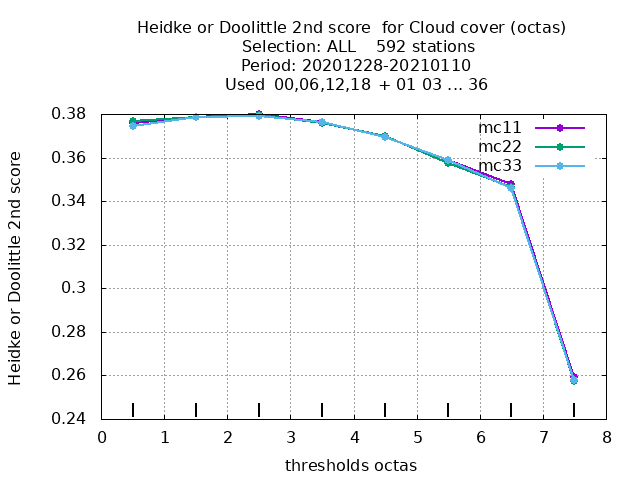 Heidke or Doolittle 2nd score  for Cloud cover (octas)
Selection: ALL    592 stations
Period: 20201228-20210110
Used  00,06,12,18  + 01 03 ... 36
Heidke or Doolittle 2nd score
0.38
0.36
0.34
0.32
0.3
0.28
0.26
0.24
mc11
mc22
mc33
0 1 2 3 4 5 6 7 8
thresholds octas